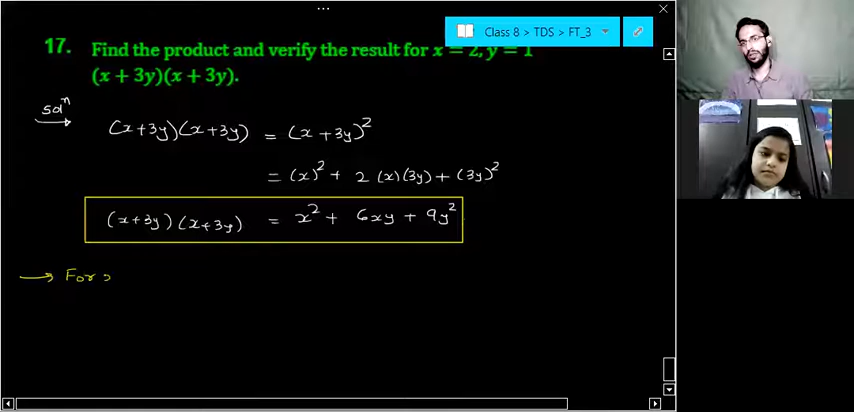 Class 8 > TDS > FT_3
17. Find the product and verify the result for x = 2, y = 1
(x + 3y)(x + 3y).
solⁿ
(x+3y)(x+3y) = (x+3y)²
= (x)² + 2(x)(3y) + (3y)²
(x+3y)(x+3y) = x² + 6xy + 9y²
→ For